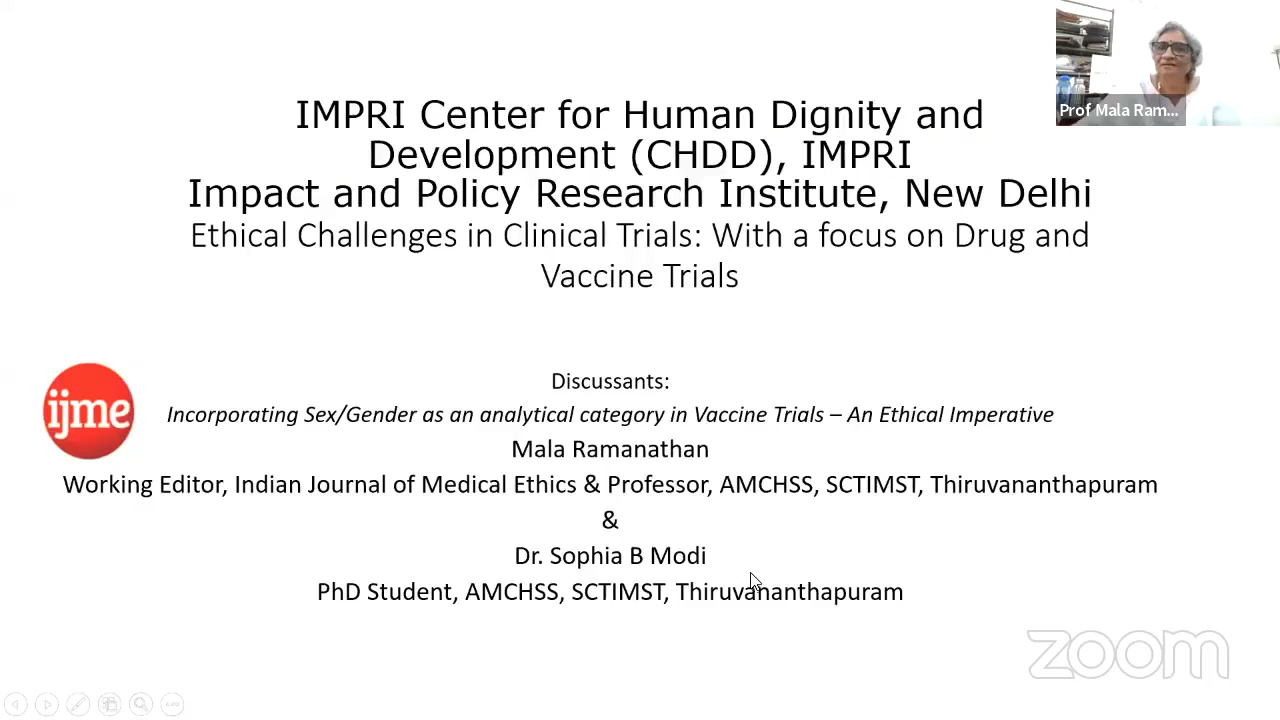 IMPRI Center for Human Dignity and
Development (CHDD), IMPRI
Impact and Policy Research Institute, New Delhi
Ethical Challenges in Clinical Trials: With a focus on Drug and
Vaccine Trials
Prof Mala Ram...
Discussants:
ijme
Incorporating Sex/Gender as an analytical category in Vaccine Trials – An Ethical Imperative
Mala Ramanathan
Working Editor, Indian Journal of Medical Ethics & Professor, AMCHSS, SCTIMST, Thiruvananthapuram
&
Dr. Sophia B Modi
PhD Student, AMCHSS, SCTIMST, Thiruvananthapuram
zoom